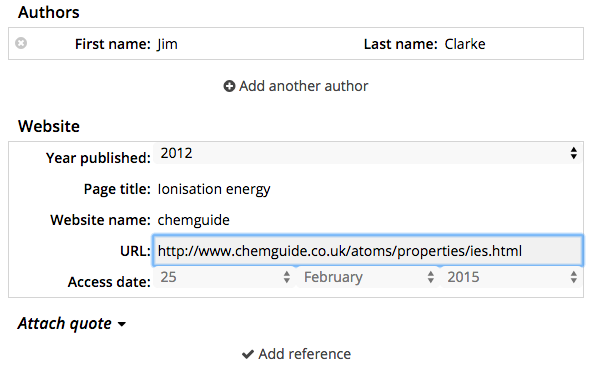 Authors
First name: Jim Last name: Clarke
Add another author
Website
Year published: 2012
Page title: Ionisation energy
Website name: chemguide
URL: http://www.chemguide.co.uk/atoms/properties/ies.html
Access date: 25 February 2015
Attach quote
Add reference